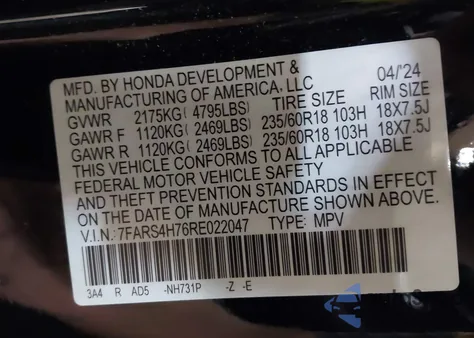 MFD. BY HONDA DEVELOPMENT & 04/'24
MANUFACTURING OF AMERICA, LLC
GVWR 2175KG(4795LBS) TIRE SIZE RIM SIZE
GAWR F 1120KG(2469LBS) 235/60R18 103H 18X7.5J
GAWR R 1120KG(2469LBS) 235/60R18 103H 18X7.5J
THIS VEHICLE CONFORMS TO ALL APPLICABLE
FEDERAL MOTOR VEHICLE SAFETY
AND THEFT PREVENTION STANDARDS IN EFFECT
ON THE DATE OF MANUFACTURE SHOWN ABOVE.
V.I.N.:7FARS4H76RE022047 TYPE: MPV
3A4 R AD5 -NH731P -Z -E